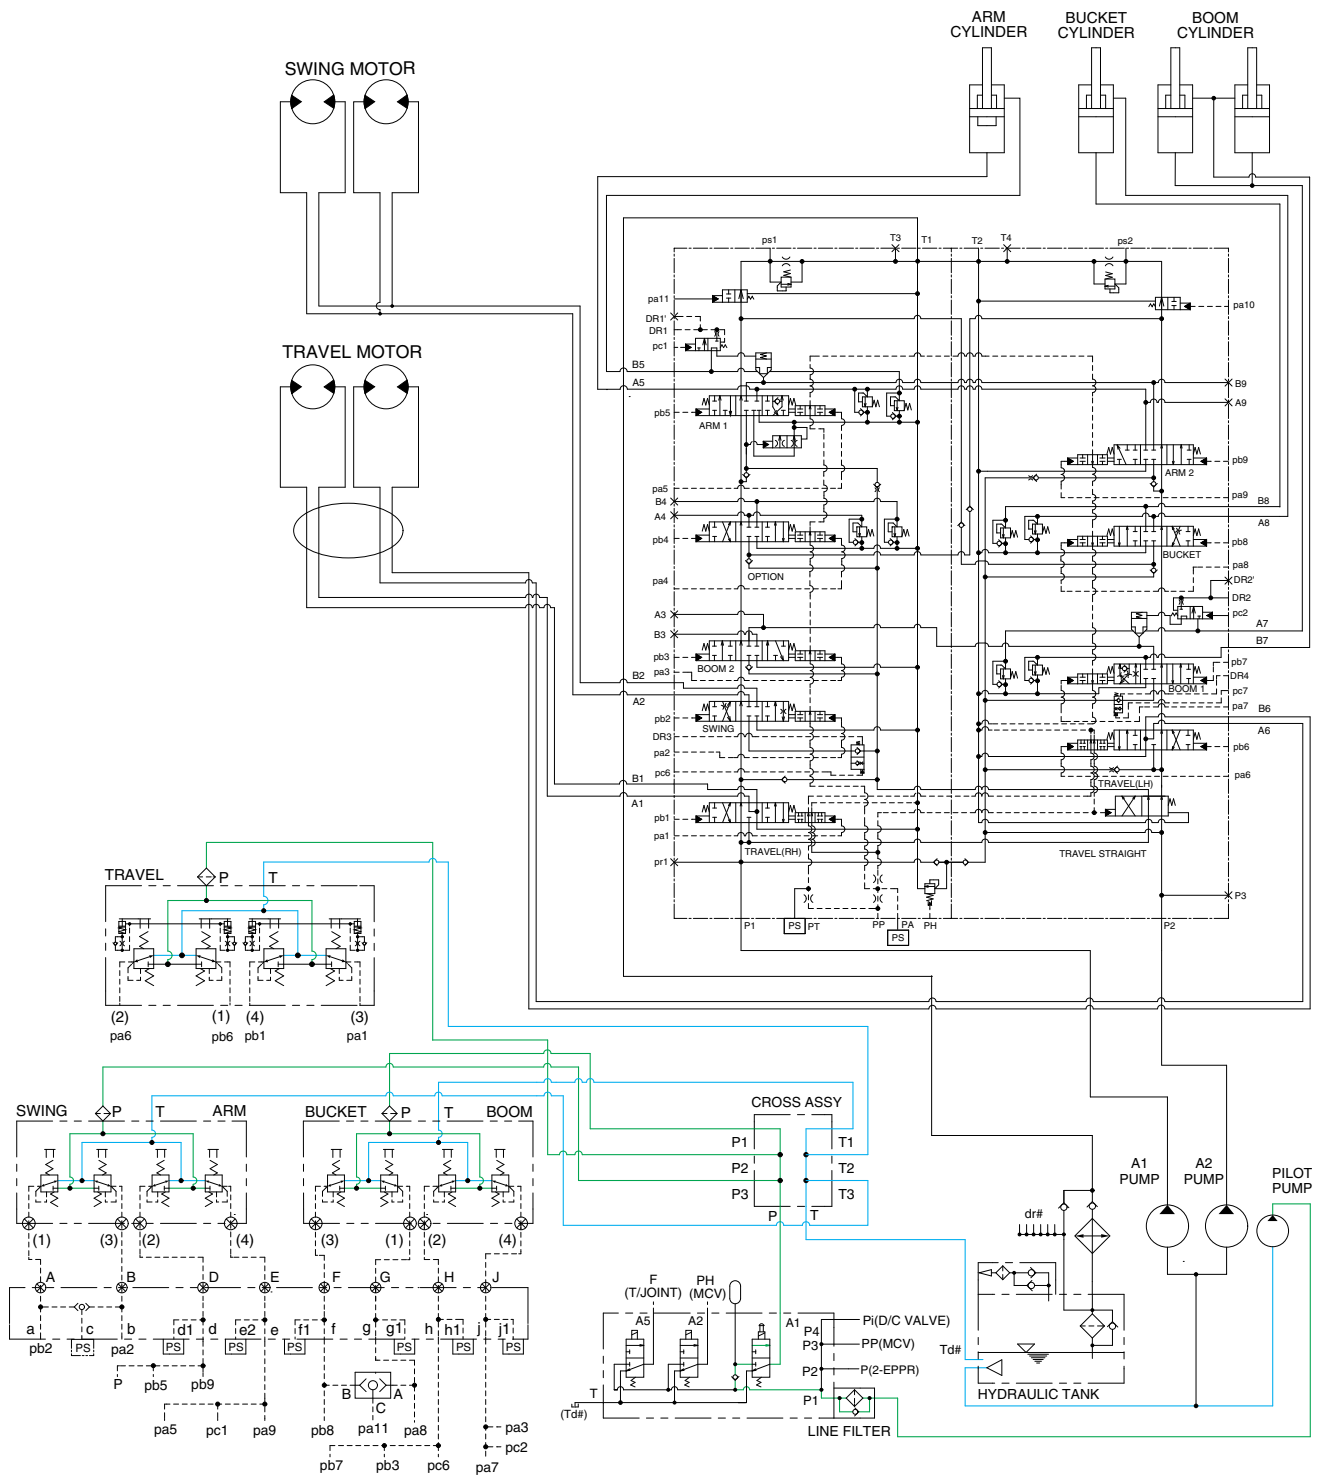 ARM
CYLINDER
BUCKET
CYLINDER
BOOM
CYLINDER
SWING MOTOR
TRAVEL MOTOR
ps1
T3
T1
T2
T4
ps2
pa11
pa10
DR1'
DR1
pc1
B5
A5
B9
A9
pb5
ARM 1
pb9
ARM 2
pa5
pa9
B4
A4
B8
A8
pb4
OPTION
pb8
BUCKET
pa4
pa8
DR2'
DR2
A3
pc2
B3
A7
B7
pb3
BOOM 2
pa3
pb7
DR4
BOOM 1
pc7
B2
A2
pa7
B6
pb2
SWING
A6
DR3
pb6
pa2
pc6
pa6
B1
TRAVEL(LH)
A1
pb1
pa1
TRAVEL(RH)
TRAVEL STRAIGHT
pr1
P3
P1
PS
PT
PP
PA
PS
PH
P2
TRAVEL
P
T
(2)
(1)
(4)
(3)
pa6
pb6
pb1
pa1
SWING
P
T
ARM
BUCKET
P
T
BOOM
CROSS ASSY
P1
T1
P2
T2
P3
T3
P
T
A1
PUMP
A2
PUMP
PILOT
PUMP
(1)
(3)
(2)
(4)
(3)
(1)
(2)
(4)
dr#
A
B
D
E
F
G
H
J
a
c
b
d1
d
e2
e
f1
f
g
g1
h
h1
j
j1
pb2
PS
pa2
PS
PS
PS
PS
PS
PS
P
pb5
pb9
B
A
C
pa5
pc1
pa9
pb8
pa11
pa8
pa3
pc2
pb7
pb3
pc6
pa7
F
(T/JOINT)
PH
(MCV)
A5
A2
A1
P4
Pi(D/C VALVE)
P3
PP(MCV)
P2
P(2-EPPR)
T
(Td#)
P1
LINE FILTER
Td#
HYDRAULIC TANK